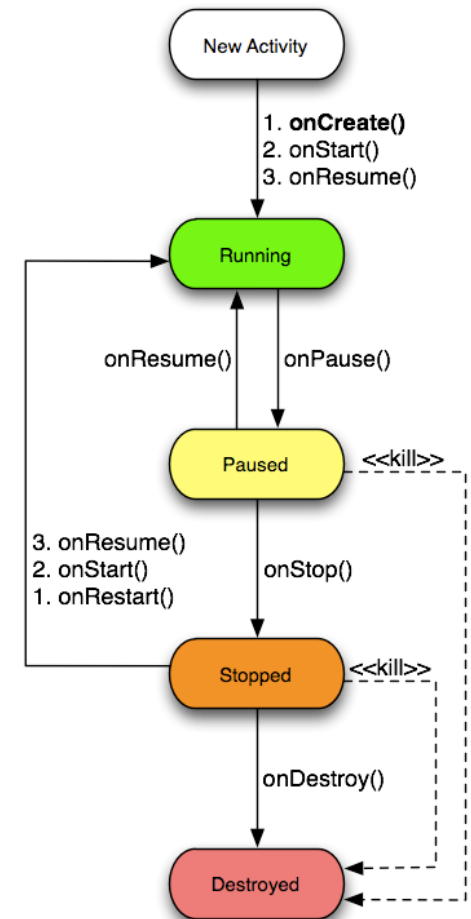 New Activity
1. onCreate()
2. onStart()
3. onResume()
Running
onResume()
onPause()
Paused
<<kill>>
3. onResume()
2. onStart()
1. onRestart()
onStop()
Stopped
<<kill>>
onDestroy()
Destroyed